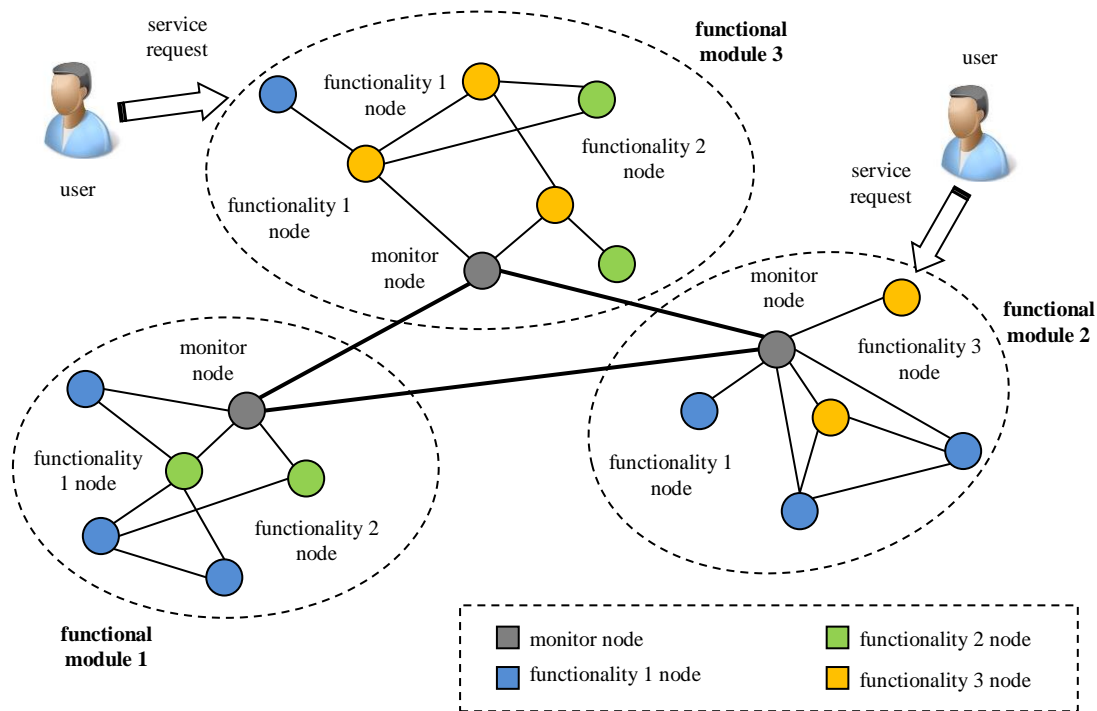 service
request
functional
module 3
user
functionality 1
node
functionality 2
node
user
service
request
functionality 1
node
monitor
node
monitor
node
functional
module 2
functionality 3
node
monitor
node
functionality
1 node
functionality 1
node
functionality 2
node
functional
module 1
monitor node
functionality 2 node
functionality 1 node
functionality 3 node